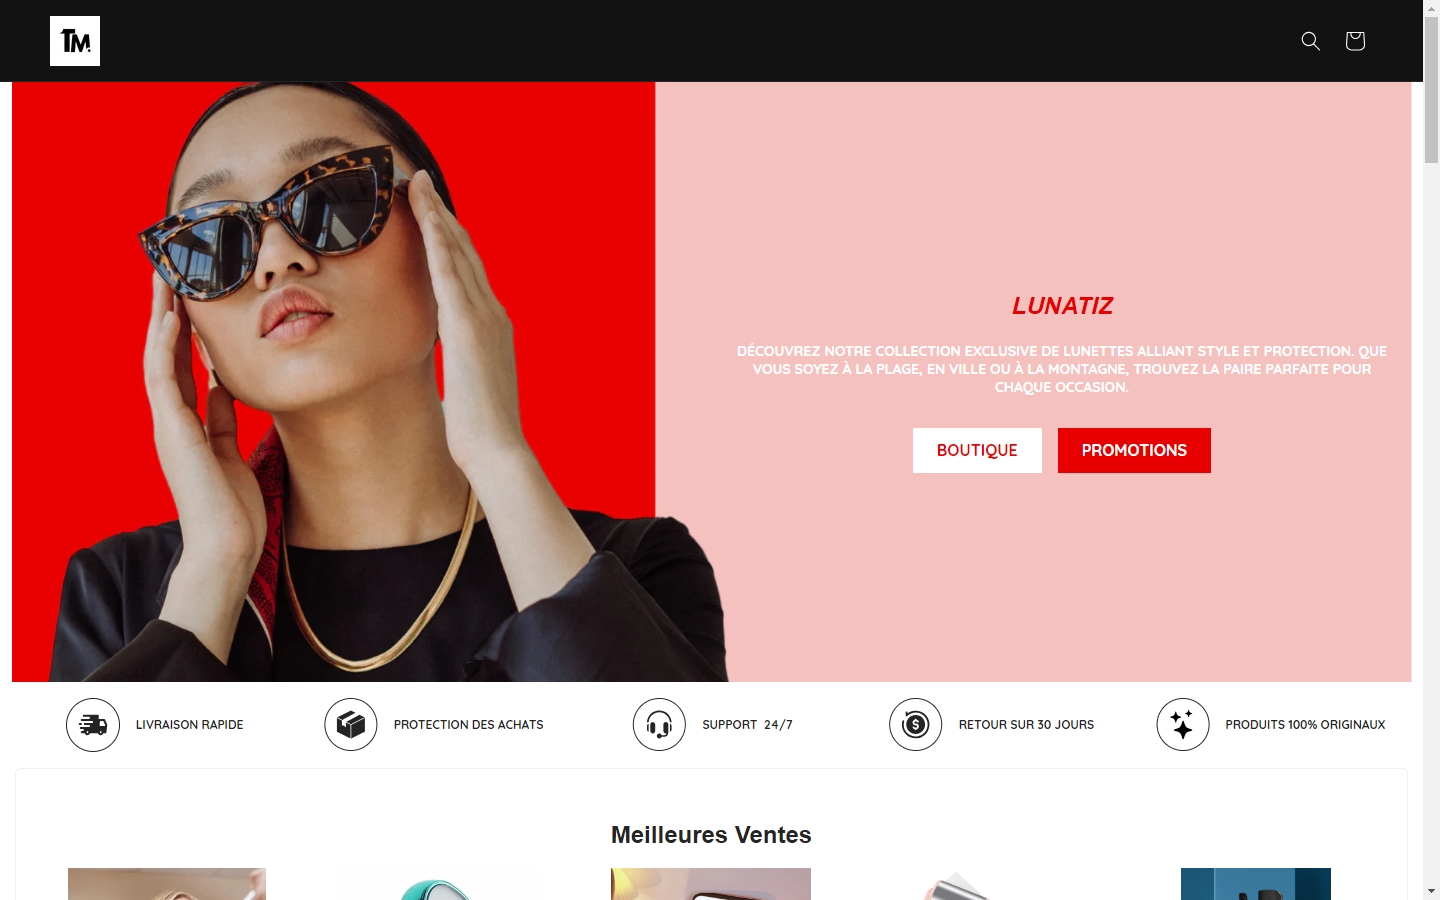 TM.
LUNATIZ
DÉCOUVREZ NOTRE COLLECTION EXCLUSIVE DE LUNETTES ALLIANT STYLE ET PROTECTION. QUE
VOUS SOYEZ À LA PLAGE, EN VILLE OU À LA MONTAGNE, TROUVEZ LA PAIRE PARFAITE POUR
CHAQUE OCCASION.
BOUTIQUE
PROMOTIONS
LIVRAISON RAPIDE
PROTECTION DES ACHATS
SUPPORT 24/7
$
RETOUR SUR 30 JOURS
PRODUITS 100% ORIGINAUX
Meilleures Ventes